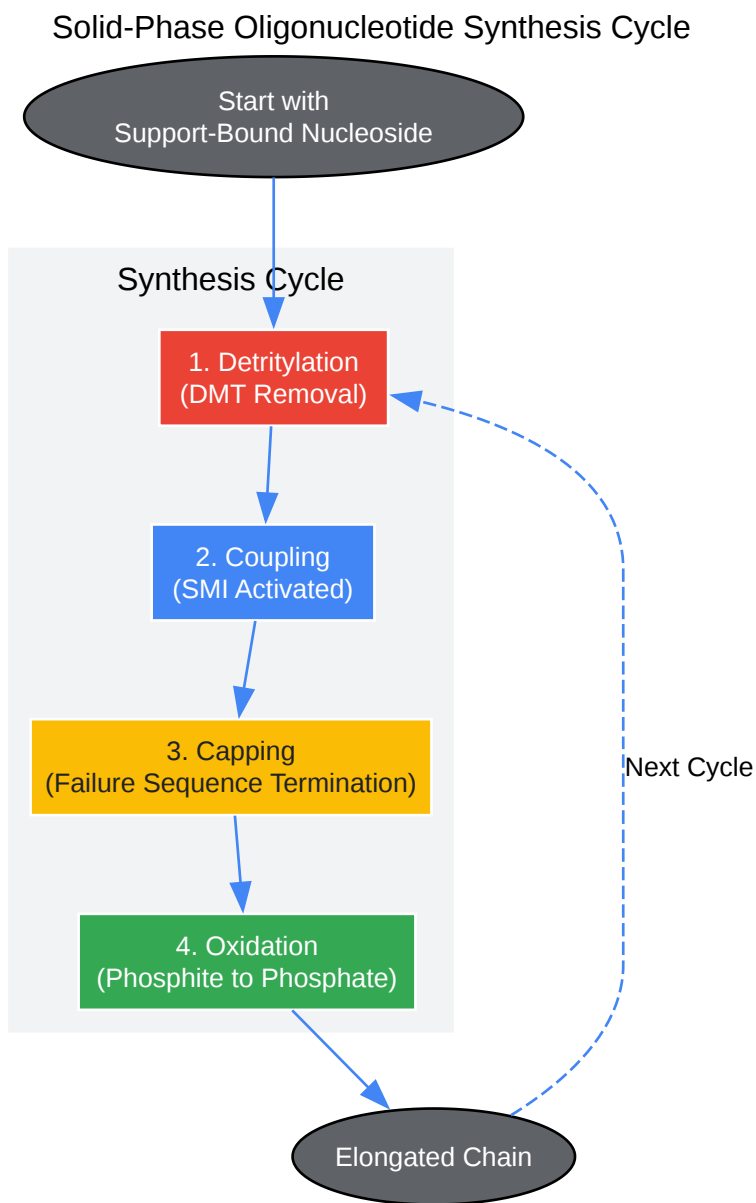 Solid-Phase Oligonucleotide Synthesis Cycle
Start with
Support-Bound Nucleoside
Synthesis Cycle
1. Detritylation
(DMT Removal)
2. Coupling
(SMI Activated)
3. Capping
(Failure Sequence Termination)
Next Cycle
4. Oxidation
(Phosphite to Phosphate)
Elongated Chain